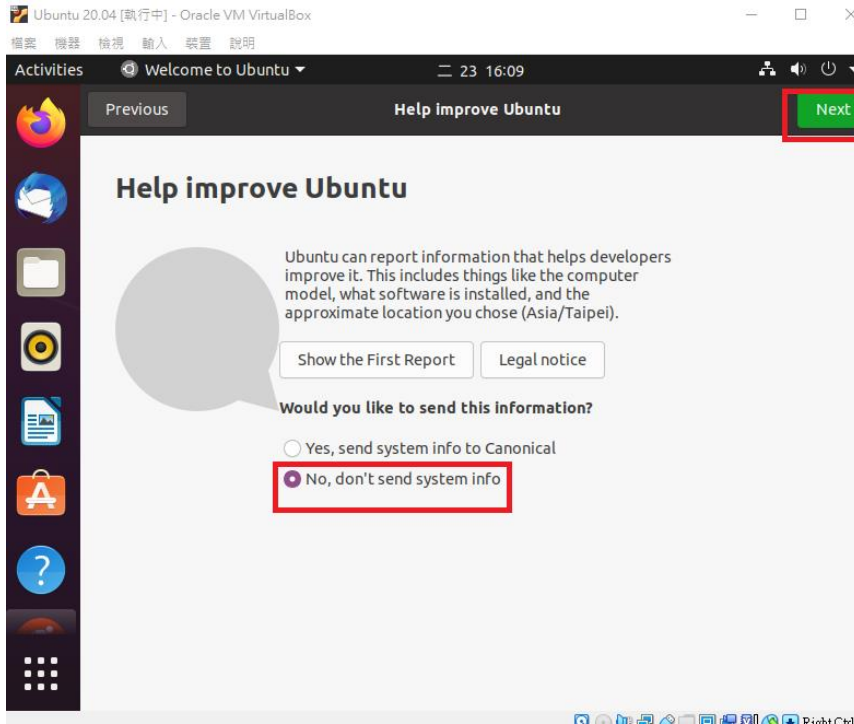 Ubuntu 20.04 [執行中] - Oracle VM VirtualBox
檔案 機器 檢視 輸入 裝置 說明
Activities Welcome to Ubuntu 二 23 16:09
Previous Help improve Ubuntu Next
Help improve Ubuntu
Ubuntu can report information that helps developers
improve it. This includes things like the computer
model, what software is installed, and the
approximate location you chose (Asia/Taipei).
Show the First Report Legal notice
Would you like to send this information?
Yes, send system info to Canonical
No, don't send system info
Right Ctrl